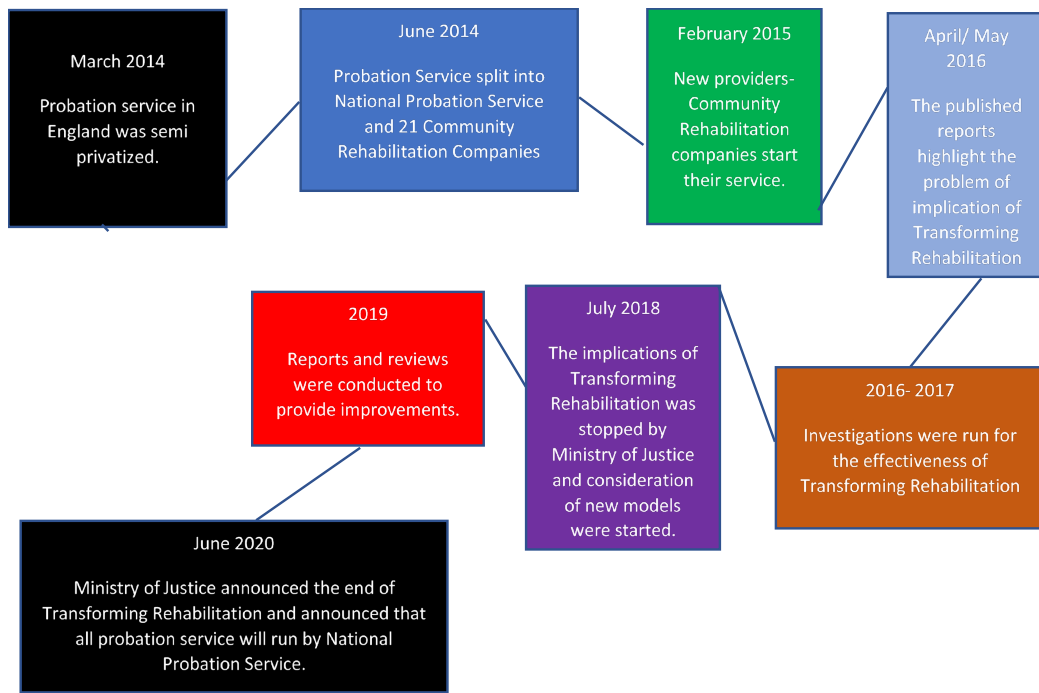 March 2014
Probation service in
England was semi
privatized.
June 2014
Probation Service split into
National Probation Service
and 21 Community
Rehabilitation Companies
February 2015
New providers-
Community
Rehabilitation
companies start
their service.
April/ May
2016
The published
reports
highlight the
problem of
implication of
Transforming
Rehabilitation
2016- 2017
Investigations were run for
the effectiveness of
Transforming Rehabilitation
July 2018
The implications of
Transforming
Rehabilitation was
stopped by
Ministry of Justice
and consideration
of new models
were started.
2019
Reports and reviews
were conducted to
provide improvements.
June 2020
Ministry of Justice announced the end of
Transforming Rehabilitation and announced that
all probation service will run by National
Probation Service.